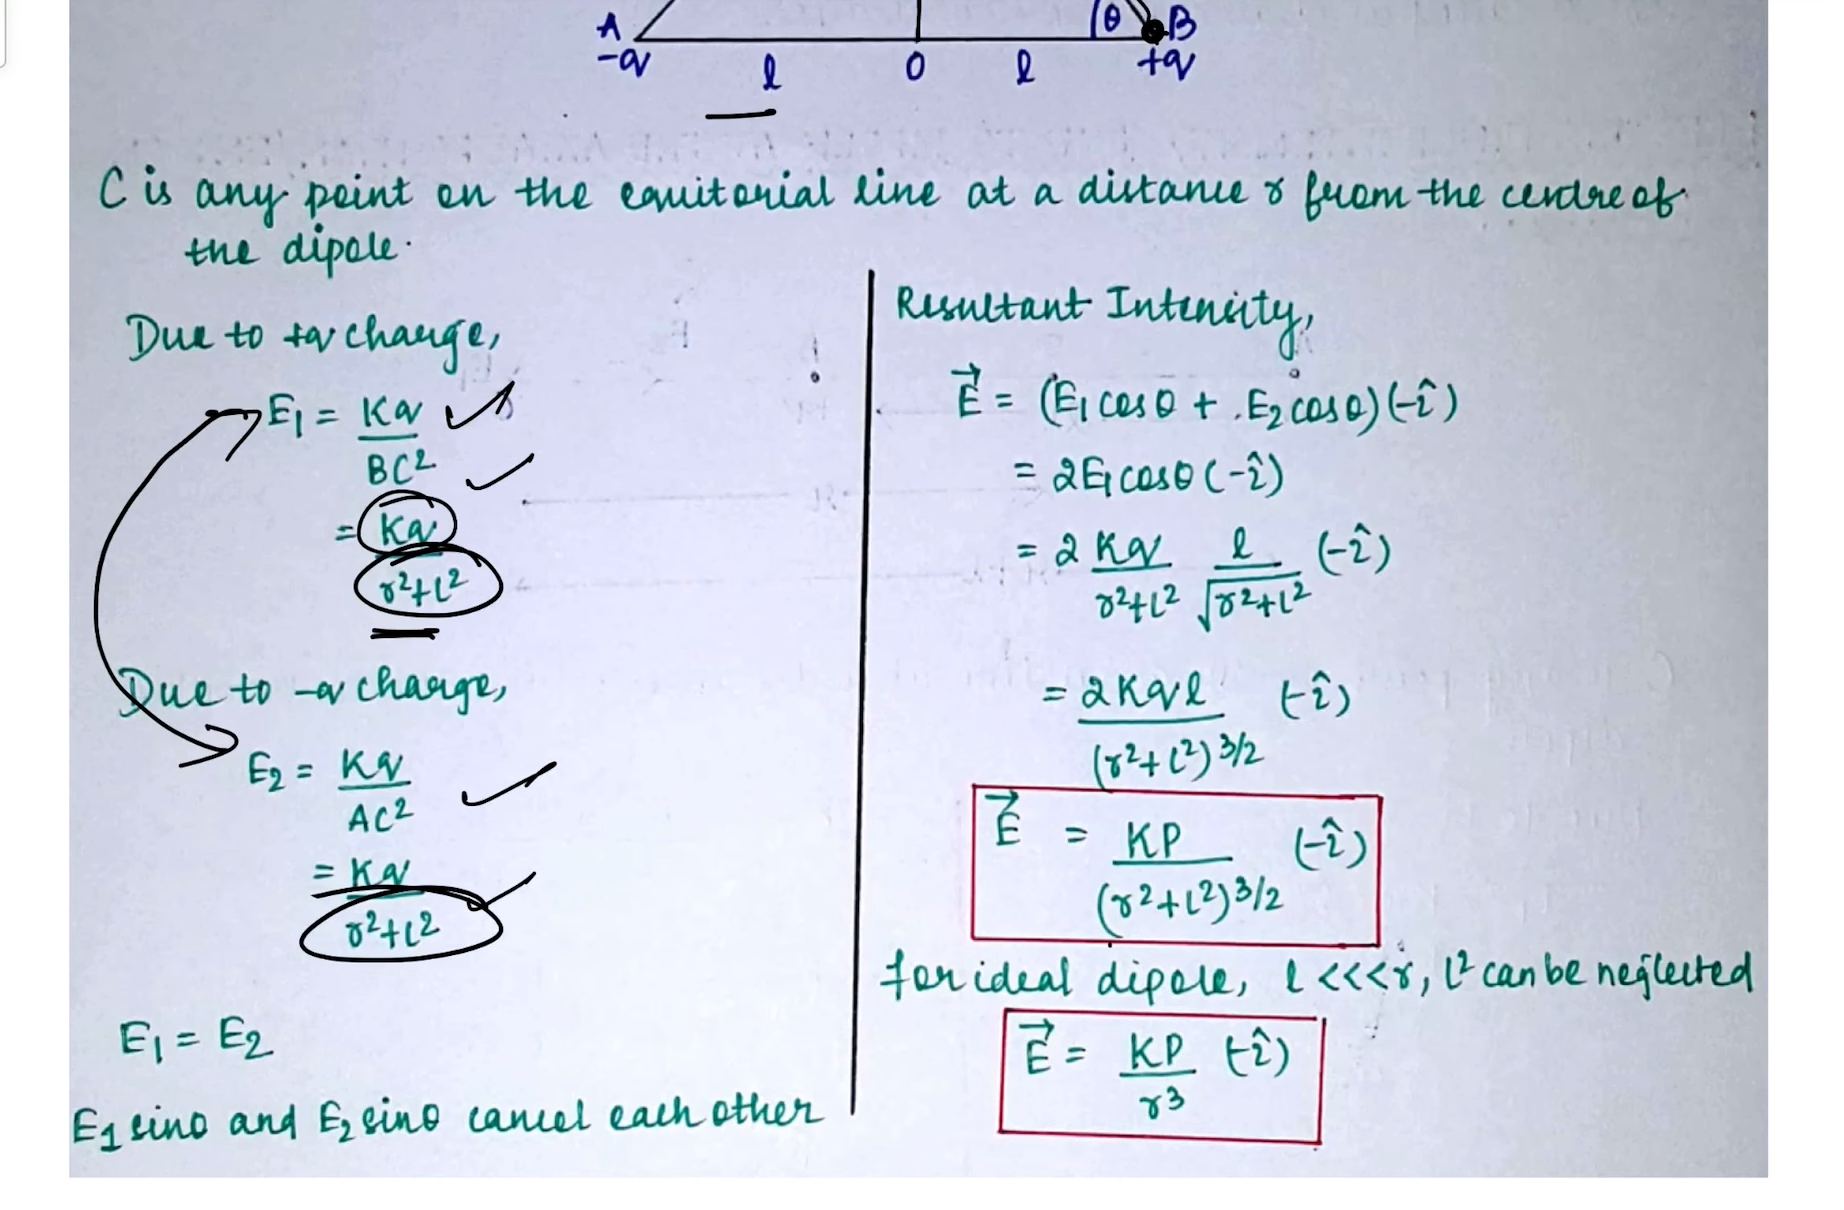 A
θ
B
-q
l
O
l
+q
C is any point on the equitorial line at a distance r from the centre of
the dipole.
Due to +q charge,
E1 = Kq
BC²
= Kq
r²+l²
Due to -q charge,
E2 = Kq
AC²
= Kq
r²+l²
E1 = E2
E1 sinθ and E2 sinθ cancel each other
Resultant Intensity,
E⃗ = (E1 cosθ + E2 cosθ)(-î)
= 2E1 cosθ (-î)
= 2 Kq l (-î)
r²+l² √r²+l²
= 2Kql (-î)
(r²+l²)3/2
E⃗ = KP (-î)
(r²+l²)3/2
for ideal dipole, l <<<r, l² can be neglected
E⃗ = KP (-î)
r3